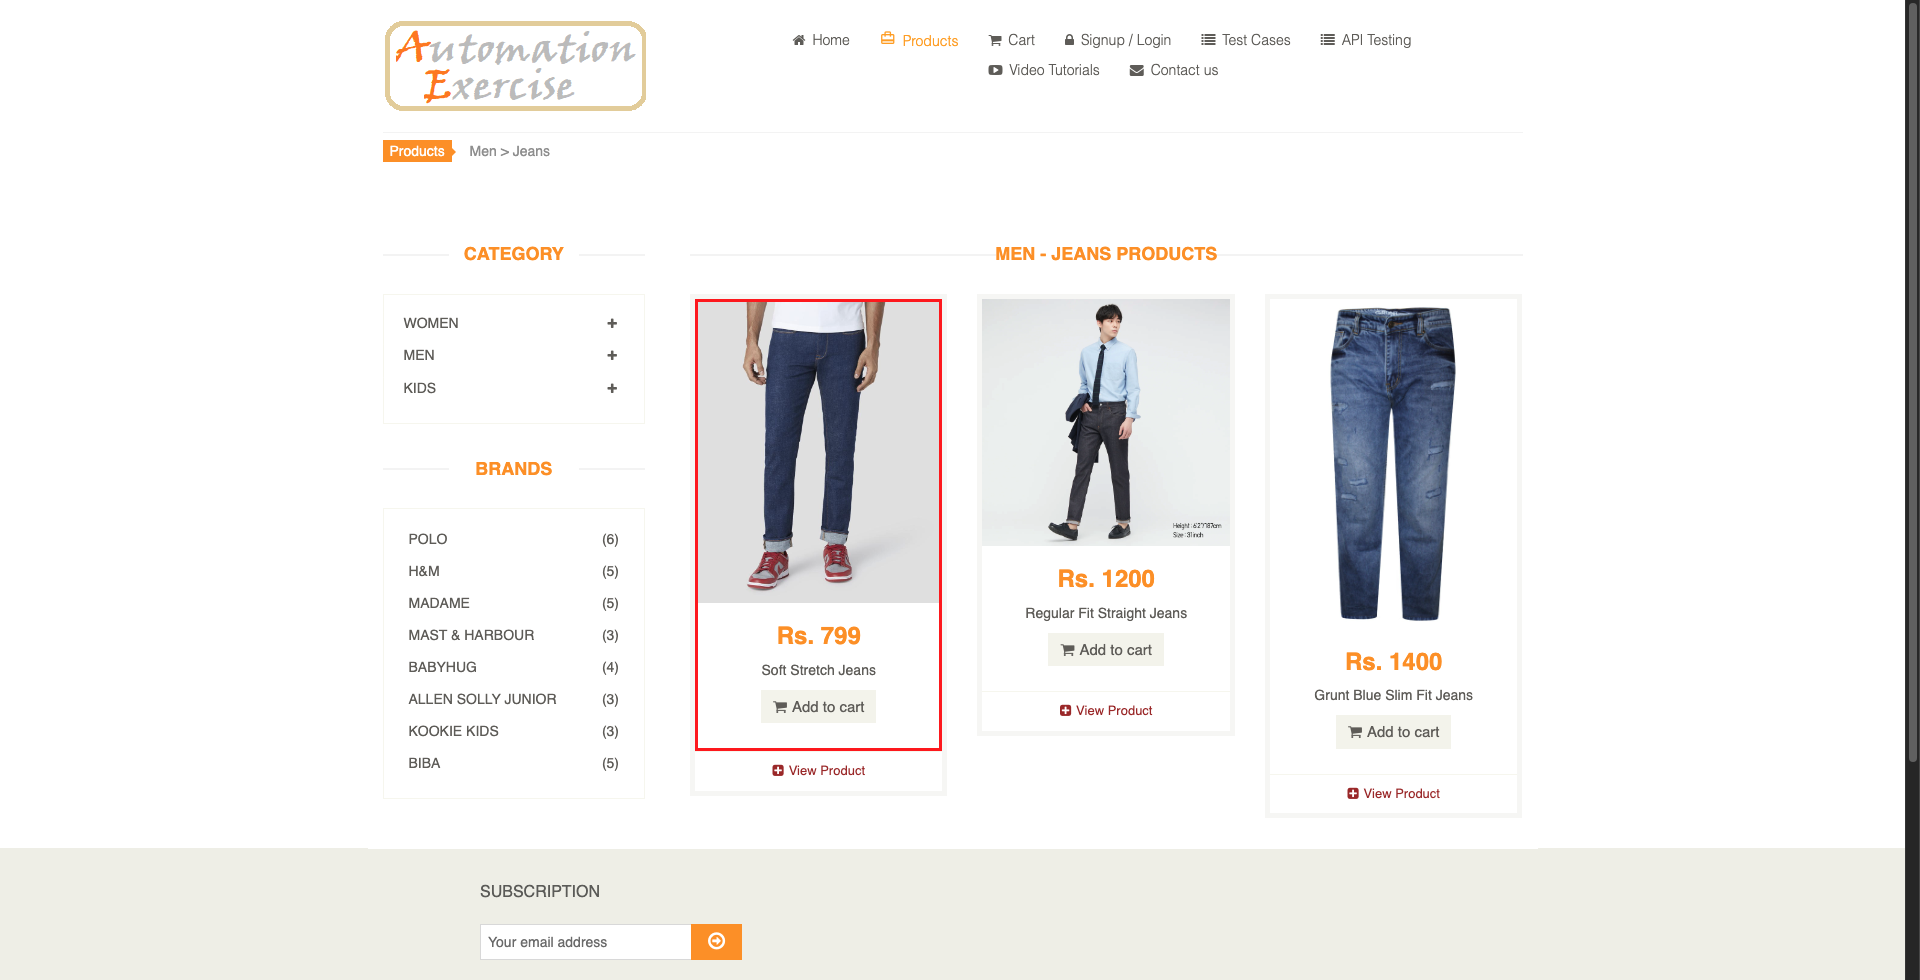 Automation
Exercise
Home
Products
Cart
Signup / Login
Test Cases
API Testing
Video Tutorials
Contact us
Products
Men > Jeans
CATEGORY
WOMEN
MEN
KIDS
BRANDS
POLO (6)
H&M (5)
MADAME (5)
MAST & HARBOUR (3)
BABYHUG (4)
ALLEN SOLLY JUNIOR (3)
KOOKIE KIDS (3)
BIBA (5)
MEN - JEANS PRODUCTS
Rs. 799
Soft Stretch Jeans
Add to cart
View Product
Height : 6'2"/187cm
Size : 31inch
Rs. 1200
Regular Fit Straight Jeans
Add to cart
View Product
Rs. 1400
Grunt Blue Slim Fit Jeans
Add to cart
View Product
SUBSCRIPTION
Your email address